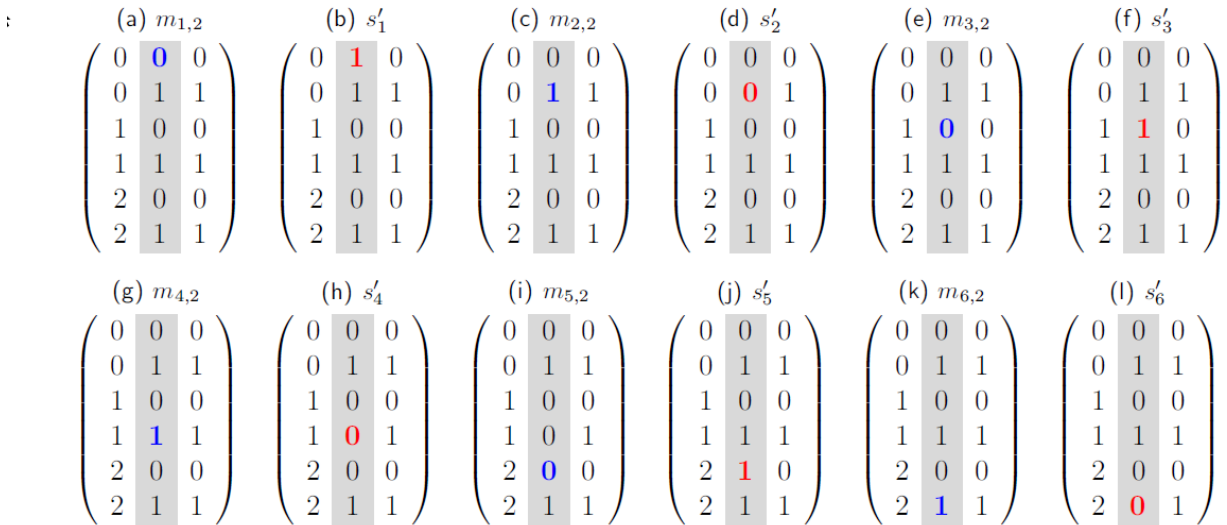 (a) m₁,₂ (b) s′₁ (c) m₂,₂ (d) s′₂ (e) m₃,₂ (f) s′₃
0 0 0 0 1 0 0 0 0 0 0 0 0 0 0 0 0 0
0 1 1 0 1 1 0 1 1 0 0 1 0 1 1 0 1 1
1 0 0 1 0 0 1 0 0 1 0 0 1 0 0 1 1 0
1 1 1 1 1 1 1 1 1 1 1 1 1 1 1 1 1 1
2 0 0 2 0 0 2 0 0 2 0 0 2 0 0 2 0 0
2 1 1 2 1 1 2 1 1 2 1 1 2 1 1 2 1 1
(g) m₄,₂ (h) s′₄ (i) m₅,₂ (j) s′₅ (k) m₆,₂ (l) s′₆
0 0 0 0 0 0 0 0 0 0 0 0 0 0 0 0 0 0
0 1 1 0 1 1 0 1 1 0 1 1 0 1 1 0 1 1
1 0 0 1 0 0 1 0 0 1 0 0 1 0 0 1 0 0
1 1 1 1 0 1 1 0 1 1 1 1 1 1 1 1 1 1
2 0 0 2 0 0 2 0 0 2 1 0 2 0 0 2 0 0
2 1 1 2 1 1 2 1 1 2 1 1 2 1 1 2 0 1